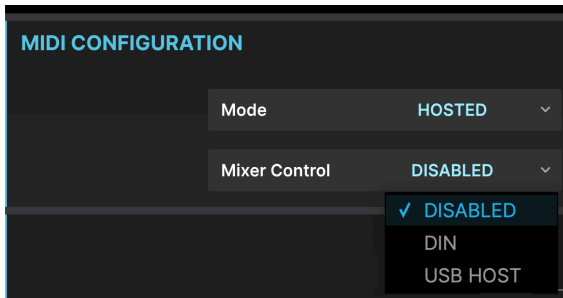 MIDI CONFIGURATION
Mode HOSTED
Mixer Control DISABLED
✓ DISABLED
DIN
USB HOST